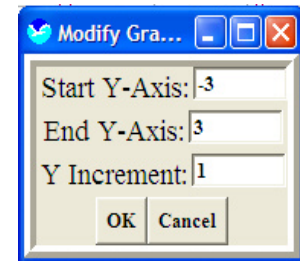 Modify Gra...
Start Y-Axis: -3
End Y-Axis: 3
Y Increment: 1
OK Cancel